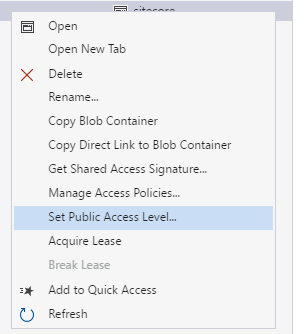 sitecore
Open
Open New Tab
Delete
Rename...
Copy Blob Container
Copy Direct Link to Blob Container
Get Shared Access Signature...
Manage Access Policies...
Set Public Access Level...
Acquire Lease
Break Lease
Add to Quick Access
Refresh